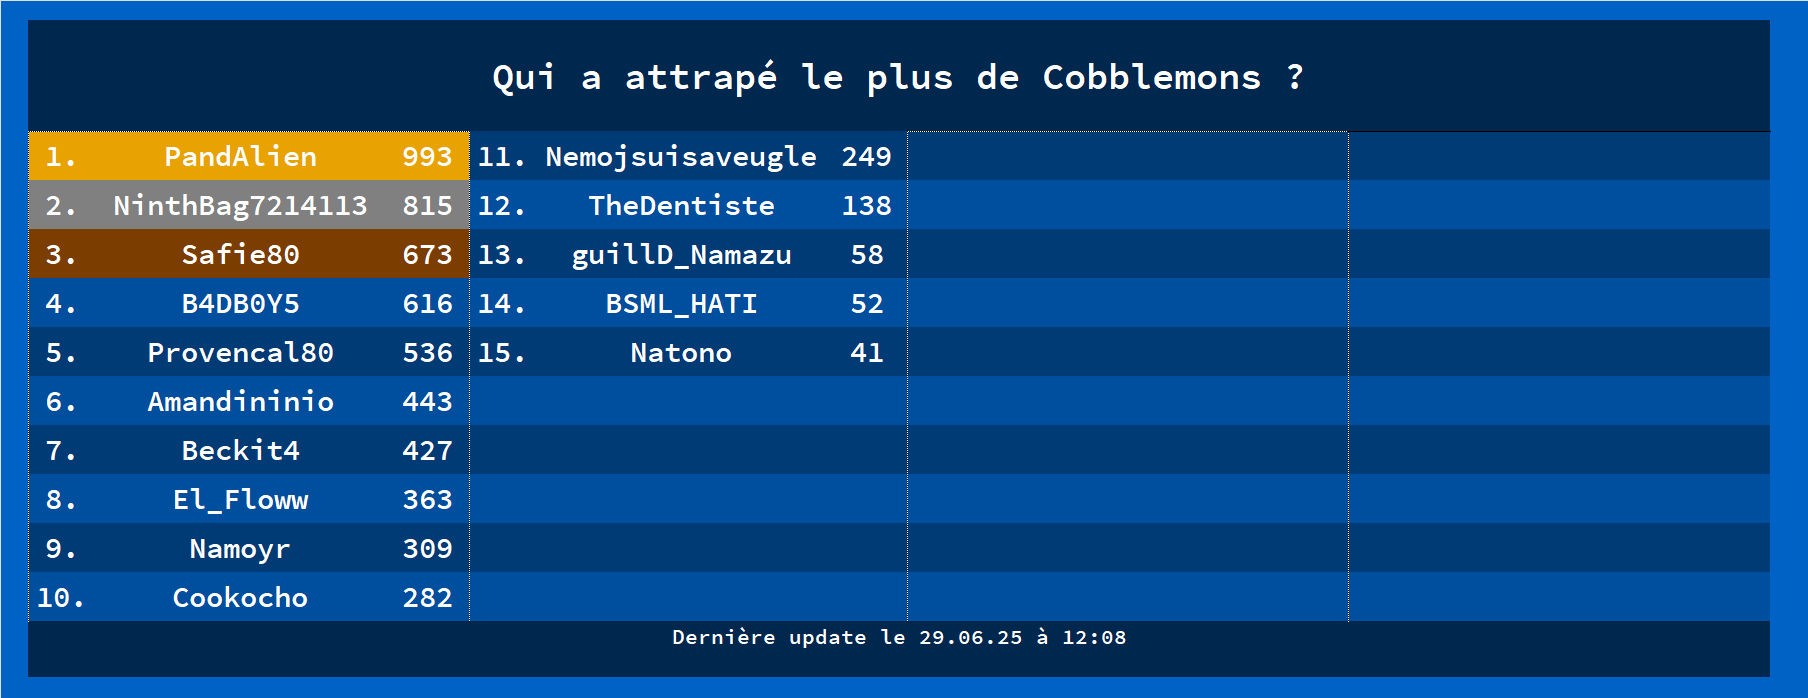 Qui a attrapé le plus de Cobblemons ?
1. PandAlien 993
2. NinthBag7214113 815
3. Safie80 673
4. B4DB0Y5 616
5. Provencal80 536
6. Amandininio 443
7. Beckit4 427
8. El_Floww 363
9. Namoyr 309
10. Cookocho 282
11. Nemojsuisaveugle 249
12. TheDentiste 138
13. guillD_Namazu 58
14. BSML_HATI 52
15. Natono 41
Dernière update le 29.06.25 à 12:08